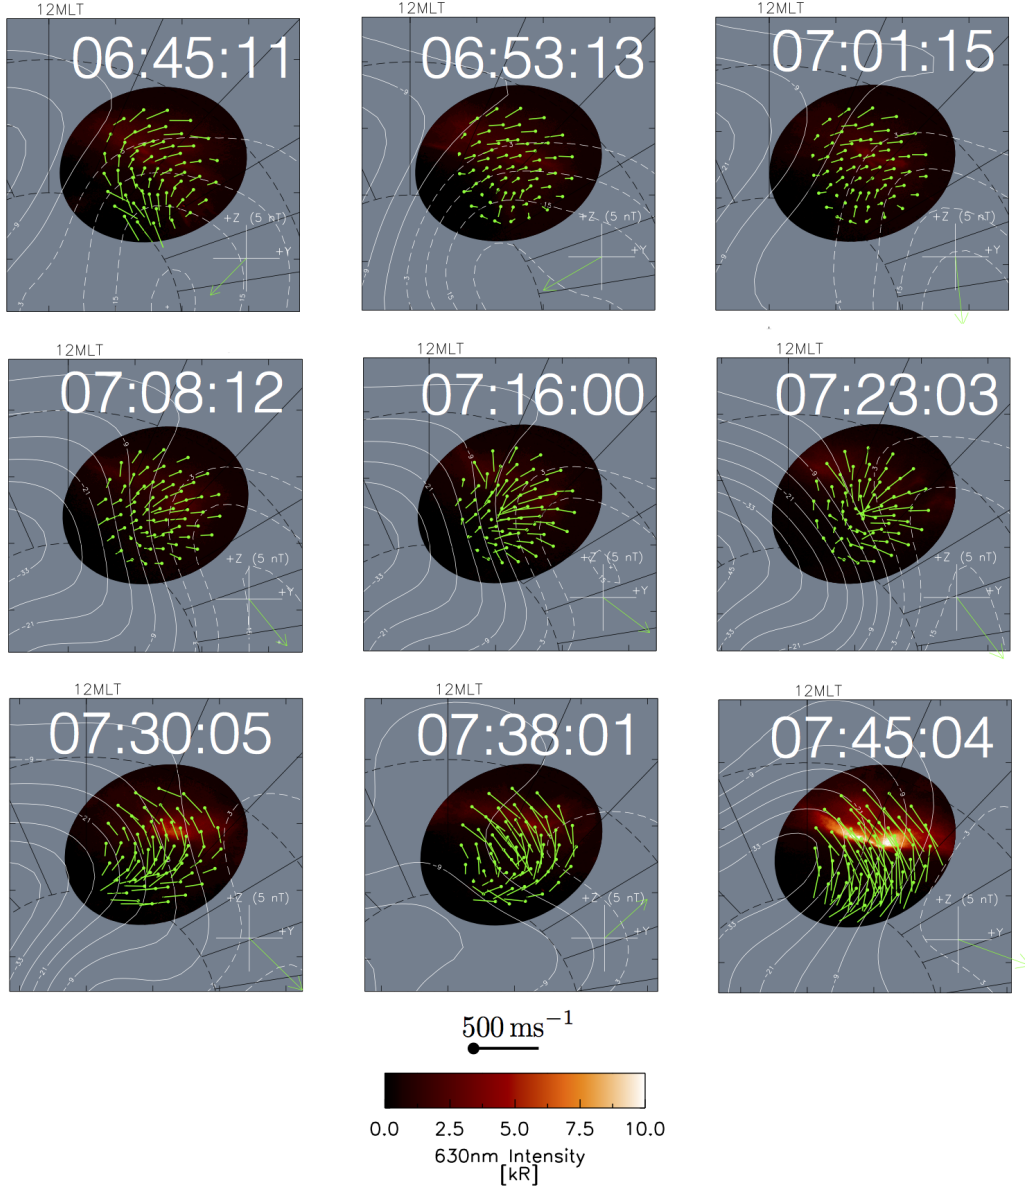 12MLT
12MLT
12MLT
06:45:11
06:53:13
07:01:15
+Z (5 nT)
+Y
+Z (5 nT)
+Y
+Z (5 nT)
+Y
12MLT
12MLT
12MLT
07:08:12
07:16:00
07:23:03
+Z (5 nT)
+Y
+Z (5 nT)
+Y
+Z (5 nT)
+Y
12MLT
12MLT
12MLT
07:30:05
07:38:01
07:45:04
+Z (5 nT)
+Y
+Z (5 nT)
+Y
+Z (5 nT)
+Y
500 ms⁻¹
0.0 2.5 5.0 7.5 10.0
630nm Intensity
[kR]